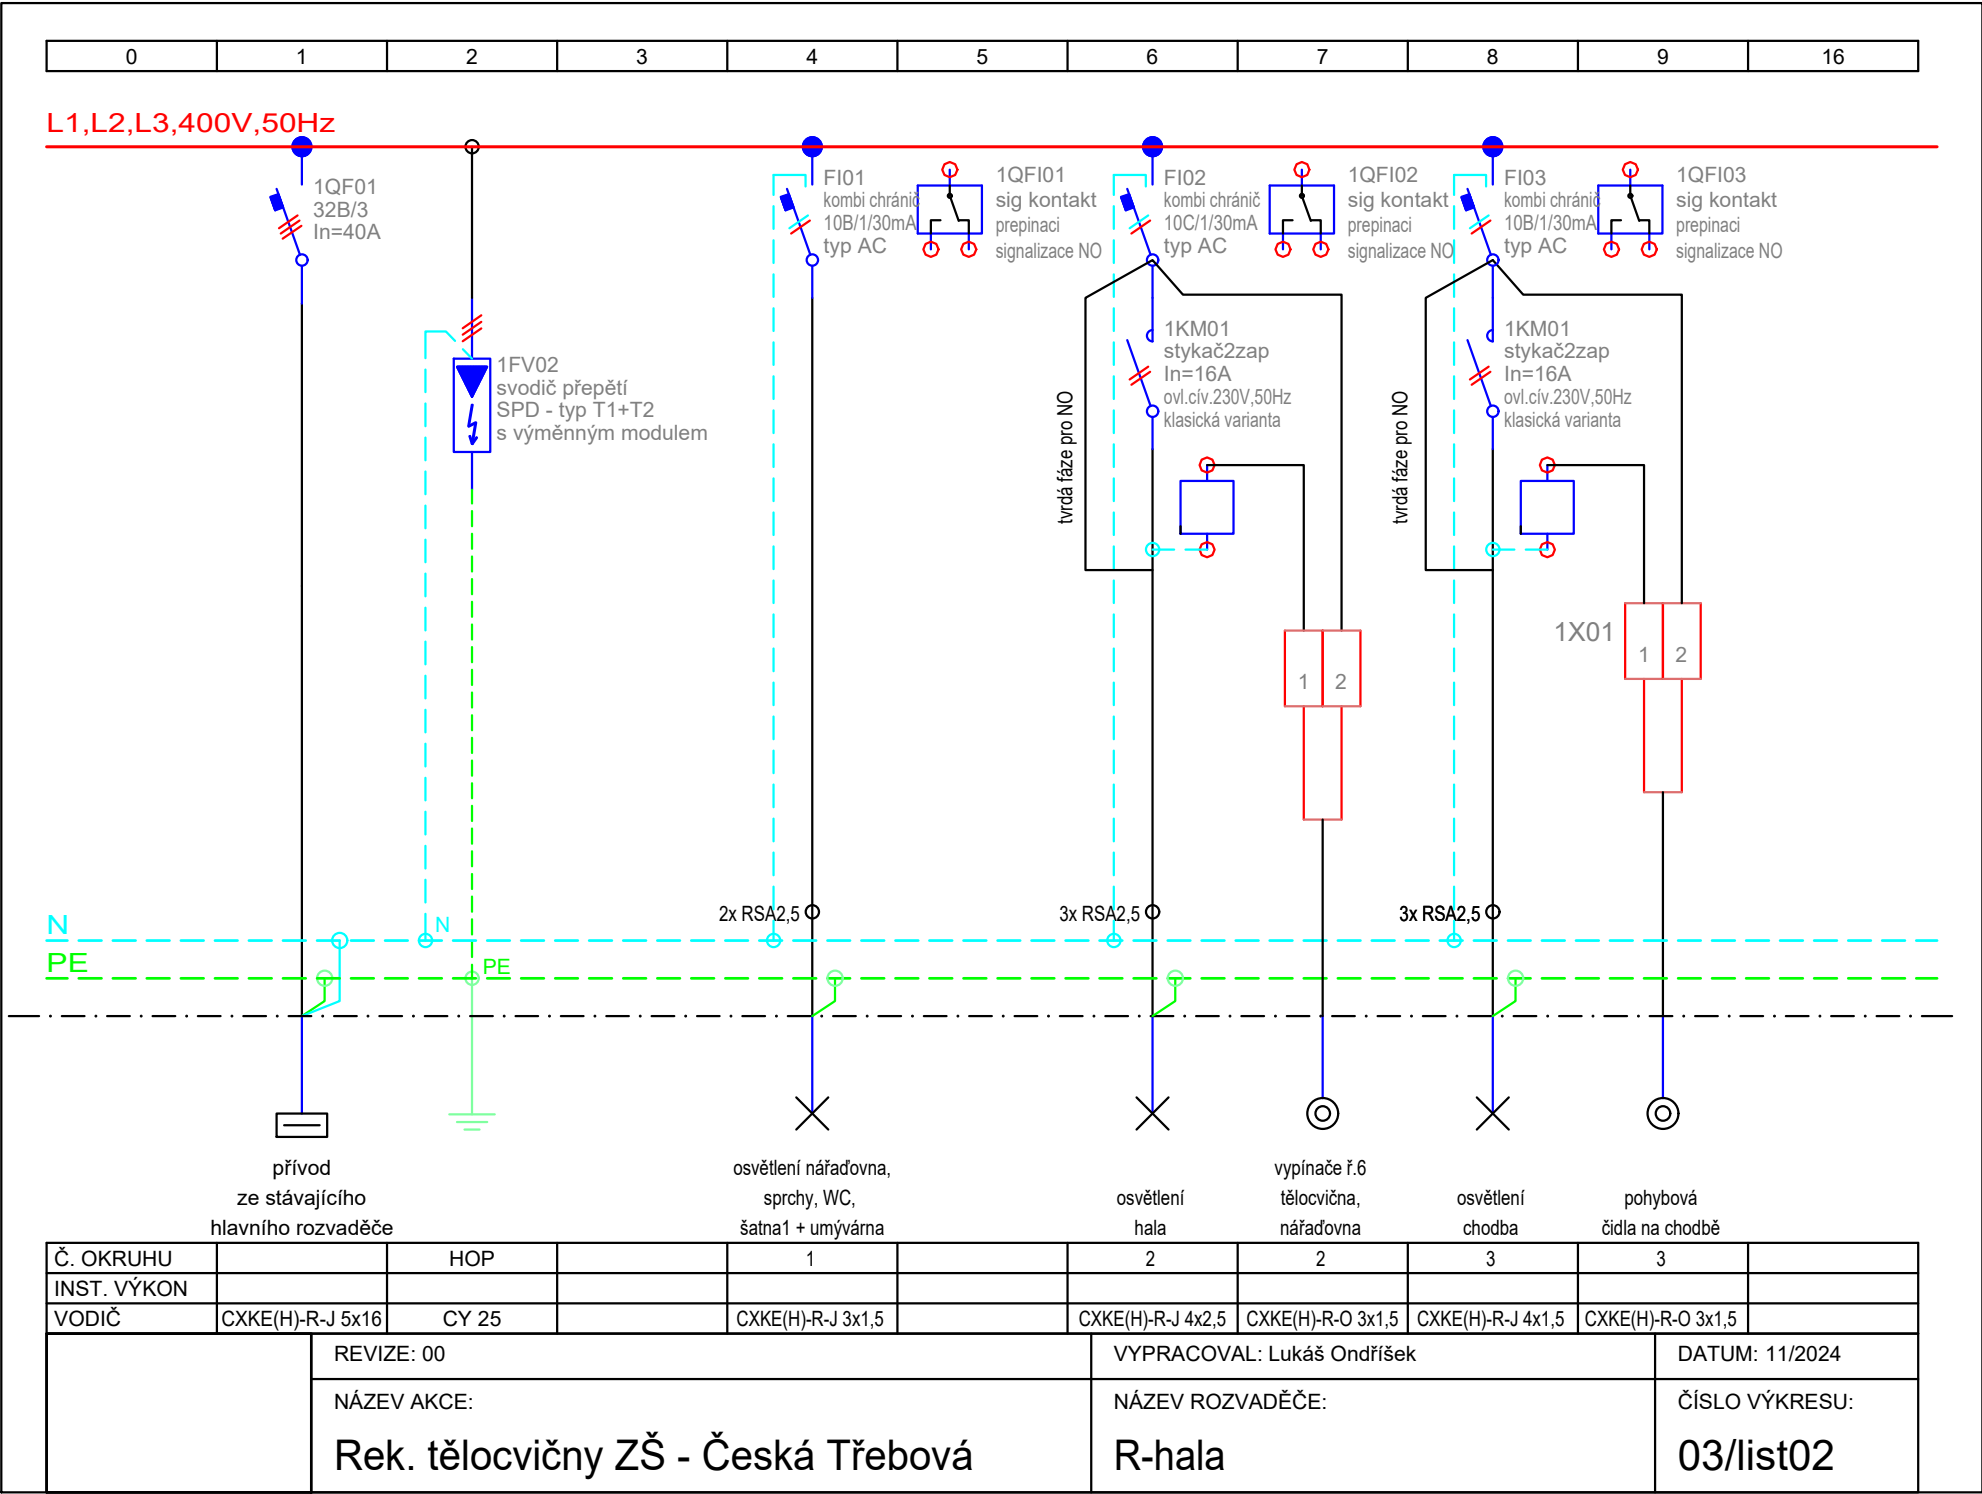 0 1 2 3 4 5 6 7 8 9 16
L1,L2,L3,400V,50Hz
1QF01
32B/3
In=40A
1FV02
svodič přepětí
SPD - typ T1+T2
s výměnným modulem
FI01
kombi chránič
10B/1/30mA
typ AC
1QFI01
sig kontakt
prepinaci
signalizace NO
FI02
kombi chránič
10C/1/30mA
typ AC
1QFI02
sig kontakt
prepinaci
signalizace NO
FI03
kombi chránič
10B/1/30mA
typ AC
1QFI03
sig kontakt
prepinaci
signalizace NO
1KM01
stykač2zap
In=16A
ovl.cív.230V,50Hz
klasická varianta
tvrdá fáze pro NO
1KM01
stykač2zap
In=16A
ovl.cív.230V,50Hz
klasická varianta
tvrdá fáze pro NO
1 2
1X01
1 2
2x RSA2,5
3x RSA2,5
3x RSA2,5
N
N
PE
PE
přívod
ze stávajícího
hlavního rozvaděče
osvětlení nářaďovna,
sprchy, WC,
šatna1 + umývárna
osvětlení
hala
vypínače ř.6
tělocvična,
nářaďovna
osvětlení
chodba
pohybová
čidla na chodbě
Č. OKRUHU HOP 1 2 2 3 3
INST. VÝKON
VODIČ CXKE(H)-R-J 5x16 CY 25 CXKE(H)-R-J 3x1,5 CXKE(H)-R-J 4x2,5 CXKE(H)-R-O 3x1,5 CXKE(H)-R-J 4x1,5 CXKE(H)-R-O 3x1,5
REVIZE: 00 VYPRACOVAL: Lukáš Ondříšek DATUM: 11/2024
NÁZEV AKCE: NÁZEV ROZVADĚČE: ČÍSLO VÝKRESU:
Rek. tělocvičny ZŠ - Česká Třebová R-hala 03/list02